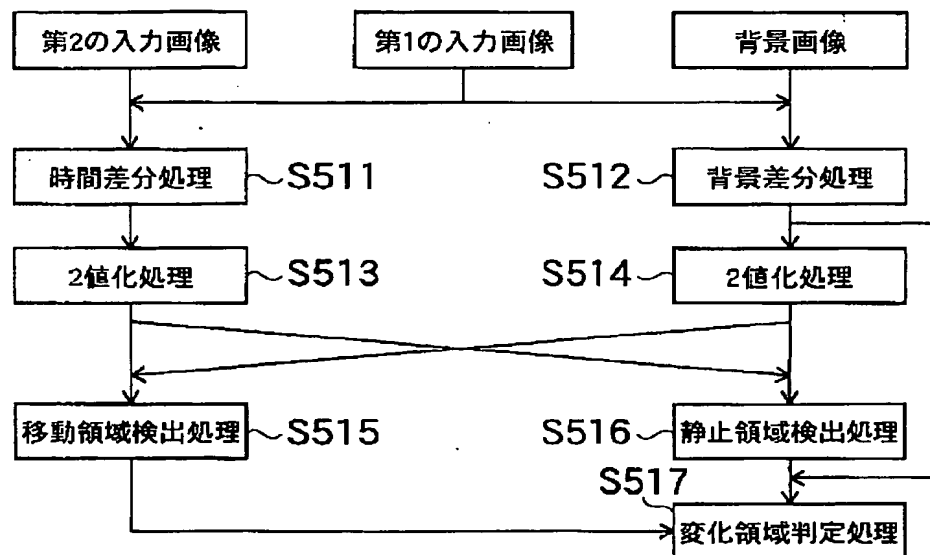 第2の入力画像
第1の入力画像
背景画像
時間差分処理
S511
S512
背景差分処理
2値化処理
S513
S514
2値化処理
移動領域検出処理
S515
S516
静止領域検出処理
S517
変化領域判定処理